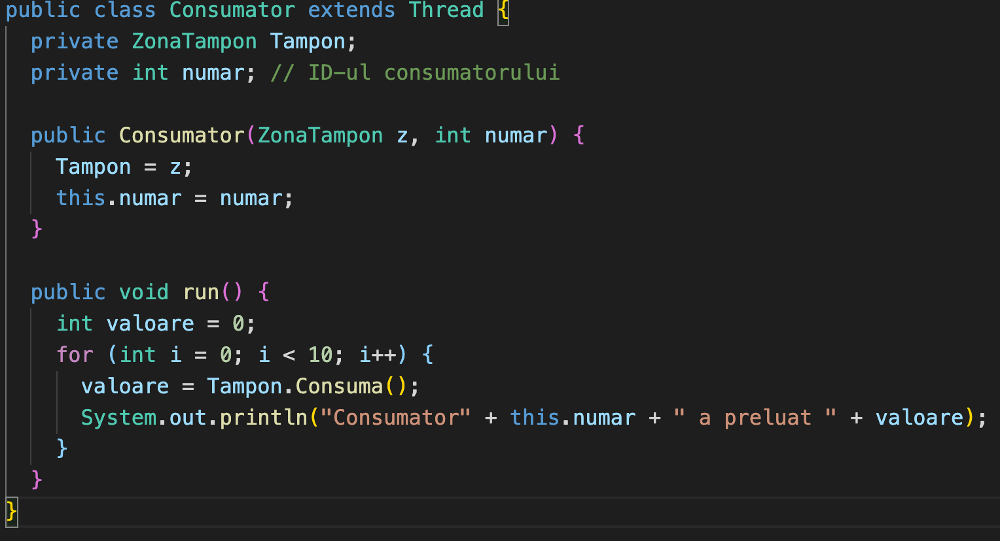 public class Consumator extends Thread {
  private ZonaTampon Tampon;
  private int numar; // ID-ul consumatorului

  public Consumator(ZonaTampon z, int numar) {
    Tampon = z;
    this.numar = numar;
  }

  public void run() {
    int valoare = 0;
    for (int i = 0; i < 10; i++) {
      valoare = Tampon.Consuma();
      System.out.println("Consumator" + this.numar + " a preluat " + valoare);
    }
  }
}